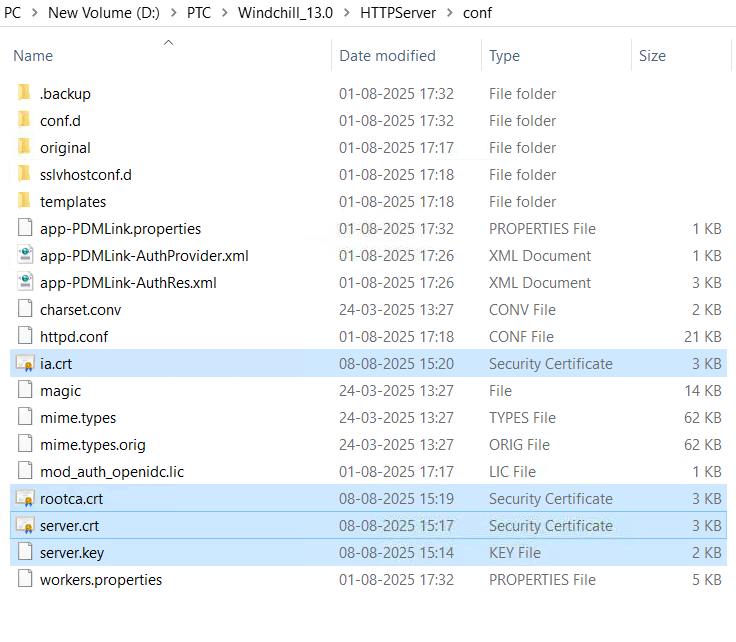 PC > New Volume (D:) > PTC > Windchill_13.0 > HTTPServer > conf
Name Date modified Type Size
.backup 01-08-2025 17:32 File folder
conf.d 01-08-2025 17:32 File folder
original 01-08-2025 17:17 File folder
sslvhostconf.d 01-08-2025 17:18 File folder
templates 01-08-2025 17:18 File folder
app-PDMLink.properties 01-08-2025 17:32 PROPERTIES File 1 KB
app-PDMLink-AuthProvider.xml 01-08-2025 17:26 XML Document 1 KB
app-PDMLink-AuthRes.xml 01-08-2025 17:26 XML Document 3 KB
charset.conv 24-03-2025 13:27 CONV File 2 KB
httpd.conf 01-08-2025 17:18 CONF File 21 KB
ia.crt 08-08-2025 15:20 Security Certificate 3 KB
magic 24-03-2025 13:27 File 14 KB
mime.types 24-03-2025 13:27 TYPES File 62 KB
mime.types.orig 24-03-2025 13:27 ORIG File 62 KB
mod_auth_openidc.lic 01-08-2025 17:17 LIC File 1 KB
rootca.crt 08-08-2025 15:19 Security Certificate 3 KB
server.crt 08-08-2025 15:17 Security Certificate 3 KB
server.key 08-08-2025 15:14 KEY File 2 KB
workers.properties 01-08-2025 17:32 PROPERTIES File 5 KB